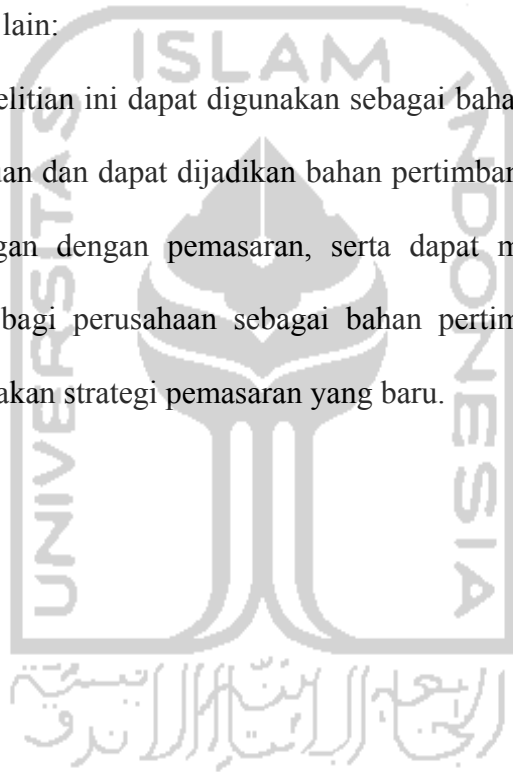 lain:
ISLAM
elitian ini dapat digunakan sebagai baha
an dan dapat dijadikan bahan pertimban
gan dengan pemasaran, serta dapat m
bagi perusahaan sebagai bahan pertim
akan strategi pemasaran yang baru.
UNIVERSITAS
INDONESIA